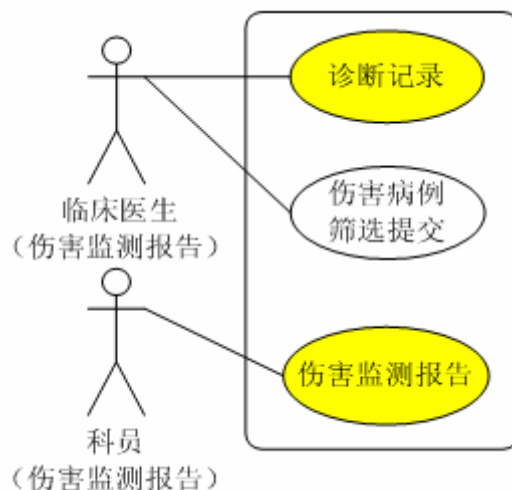 诊断记录
伤害病例
筛选提交
临床医生
（伤害监测报告）
伤害监测报告
科员
（伤害监测报告）